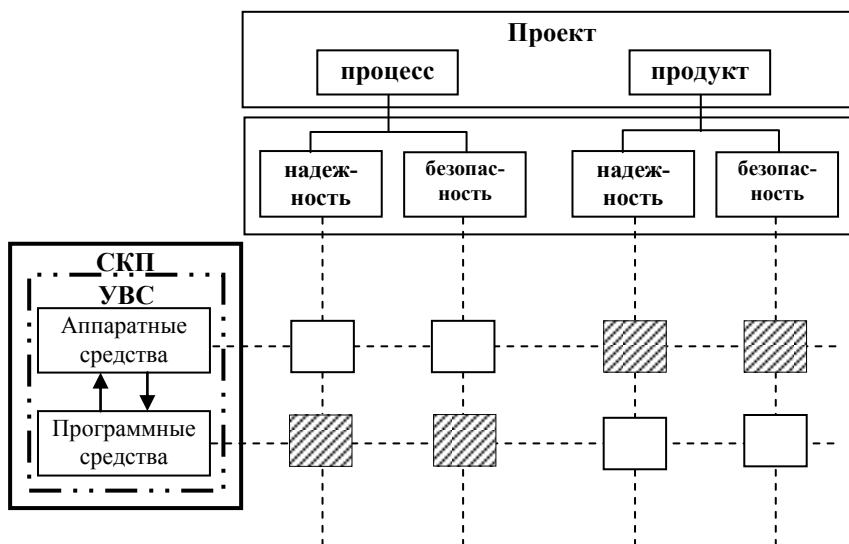 Проект
процесс
продукт
надеж-
ность
безопас-
ность
надеж-
ность
безопас-
ность
СКП
УВС
Аппаратные
средства
Программные
средства